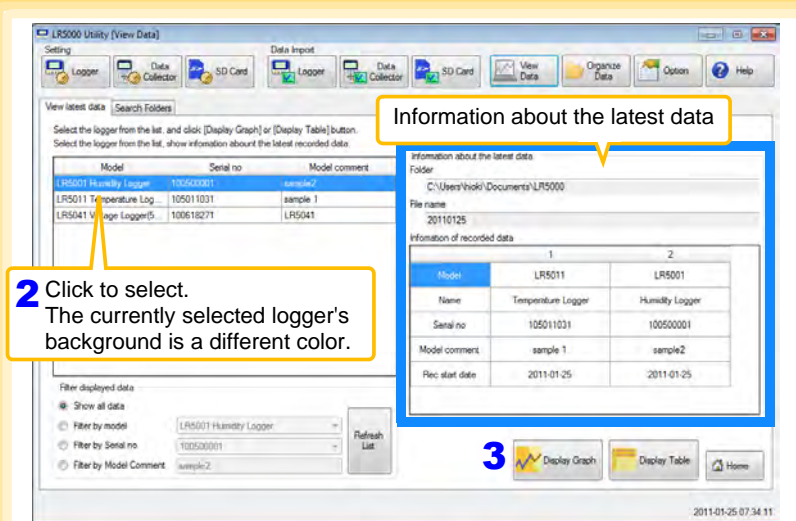 LR5000 Utility [View Data]
Setting
Data Import
Logger
Data Collector
SD Card
Logger
Data Collector
SD Card
View Data
Organize Data
Option
Help
View latest data
Search Folders
Information about the latest data
Select the logger from the list, and click [Display Graph] or [Display Table] button.
Select the logger from the list, show infomation abount the latest recorded data.
Model Serial no Model comment
LR5001 Humidity Logger 100500001 sample2
LR5011 Temperature Log... 105011031 sample 1
LR5041 Voltage Logger(5... 100618271 LR5041
Information about the latest data
Folder
C:\Users\hioki\Documents\LR5000
File name
20110125
Infomation of recorded data
1 2
Model LR5011 LR5001
Name Temperature Logger Humidity Logger
Serial no 105011031 100500001
Model comment sample 1 sample2
Rec start date 2011-01-25 2011-01-25
2 Click to select.
The currently selected logger's
background is a different color.
Filter displayed data
Show all data
Filter by model LR5001 Humidity Logger
Filter by Serial no 100500001
Filter by Model Comment sample2
Refresh List
3
Display Graph
Display Table
Home
2011-01-25 07:34:11